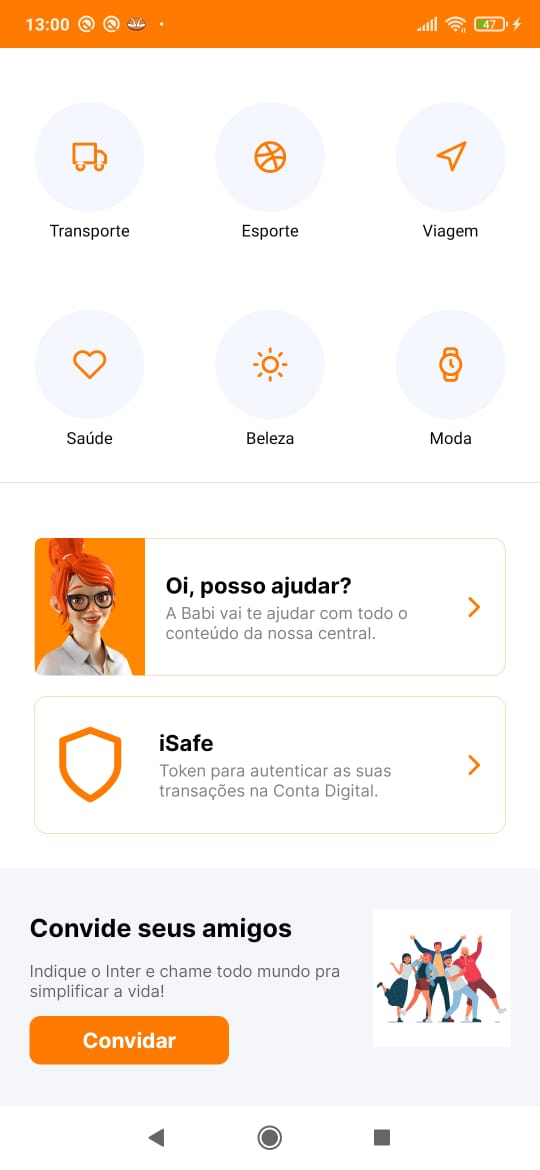 13:00
47
Transporte
Esporte
Viagem
Saúde
Beleza
Moda
Oi, posso ajudar?
A Babi vai te ajudar com todo o
conteúdo da nossa central.
iSafe
Token para autenticar as suas
transações na Conta Digital.
Convide seus amigos
Indique o Inter e chame todo mundo pra
simplificar a vida!
Convidar